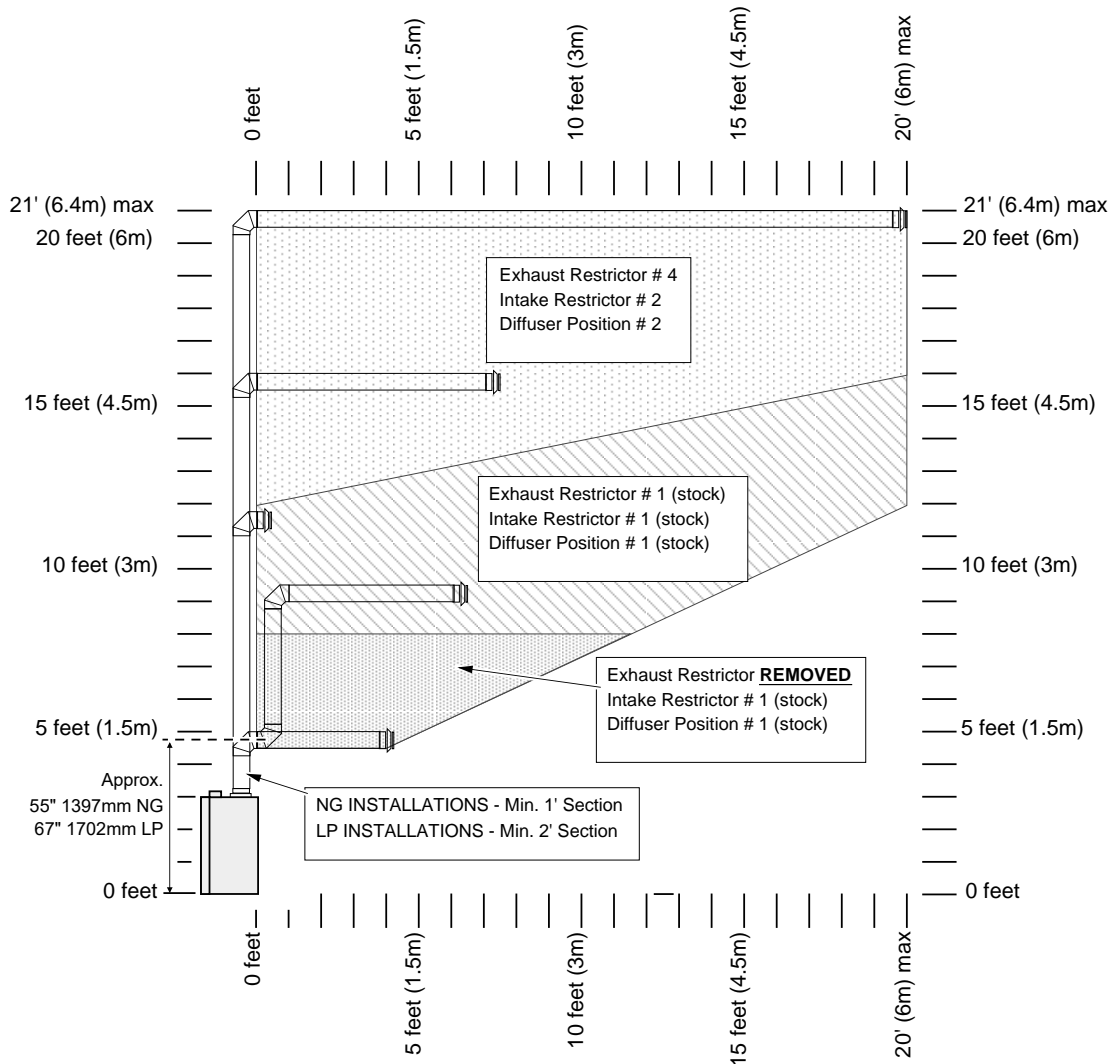 0 feet
5 feet (1.5m)
10 feet (3m)
15 feet (4.5m)
20' (6m) max
21' (6.4m) max
21' (6.4m) max
20 feet (6m)
20 feet (6m)
Exhaust Restrictor # 4
Intake Restrictor # 2
Diffuser Position # 2
15 feet (4.5m)
15 feet (4.5m)
Exhaust Restrictor # 1 (stock)
Intake Restrictor # 1 (stock)
Diffuser Position # 1 (stock)
10 feet (3m)
10 feet (3m)
Exhaust Restrictor REMOVED
Intake Restrictor # 1 (stock)
Diffuser Position # 1 (stock)
5 feet (1.5m)
5 feet (1.5m)
Approx.
55" 1397mm NG
67" 1702mm LP
NG INSTALLATIONS - Min. 1' Section
LP INSTALLATIONS - Min. 2' Section
0 feet
0 feet
0 feet
5 feet (1.5m)
10 feet (3m)
15 feet (4.5m)
20' (6m) max